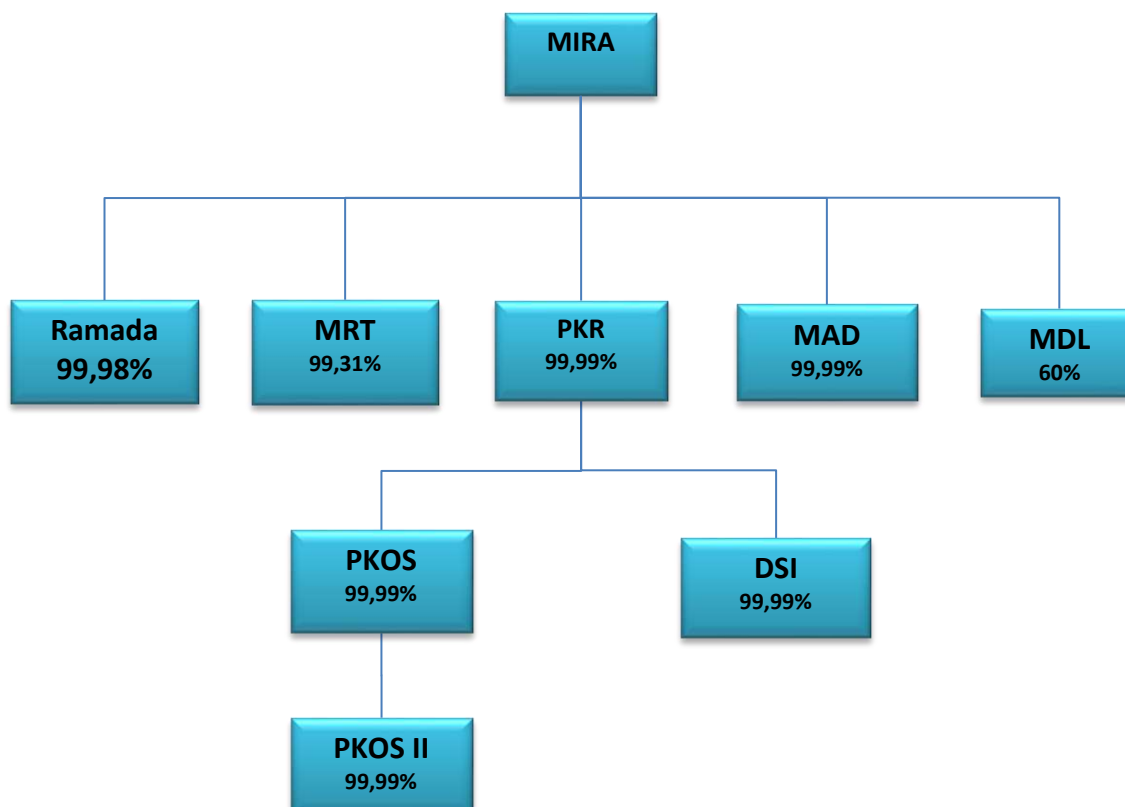 MIRA
Ramada
99,98%
MRT
99,31%
PKR
99,99%
MAD
99,99%
MDL
60%
PKOS
99,99%
DSI
99,99%
PKOS II
99,99%